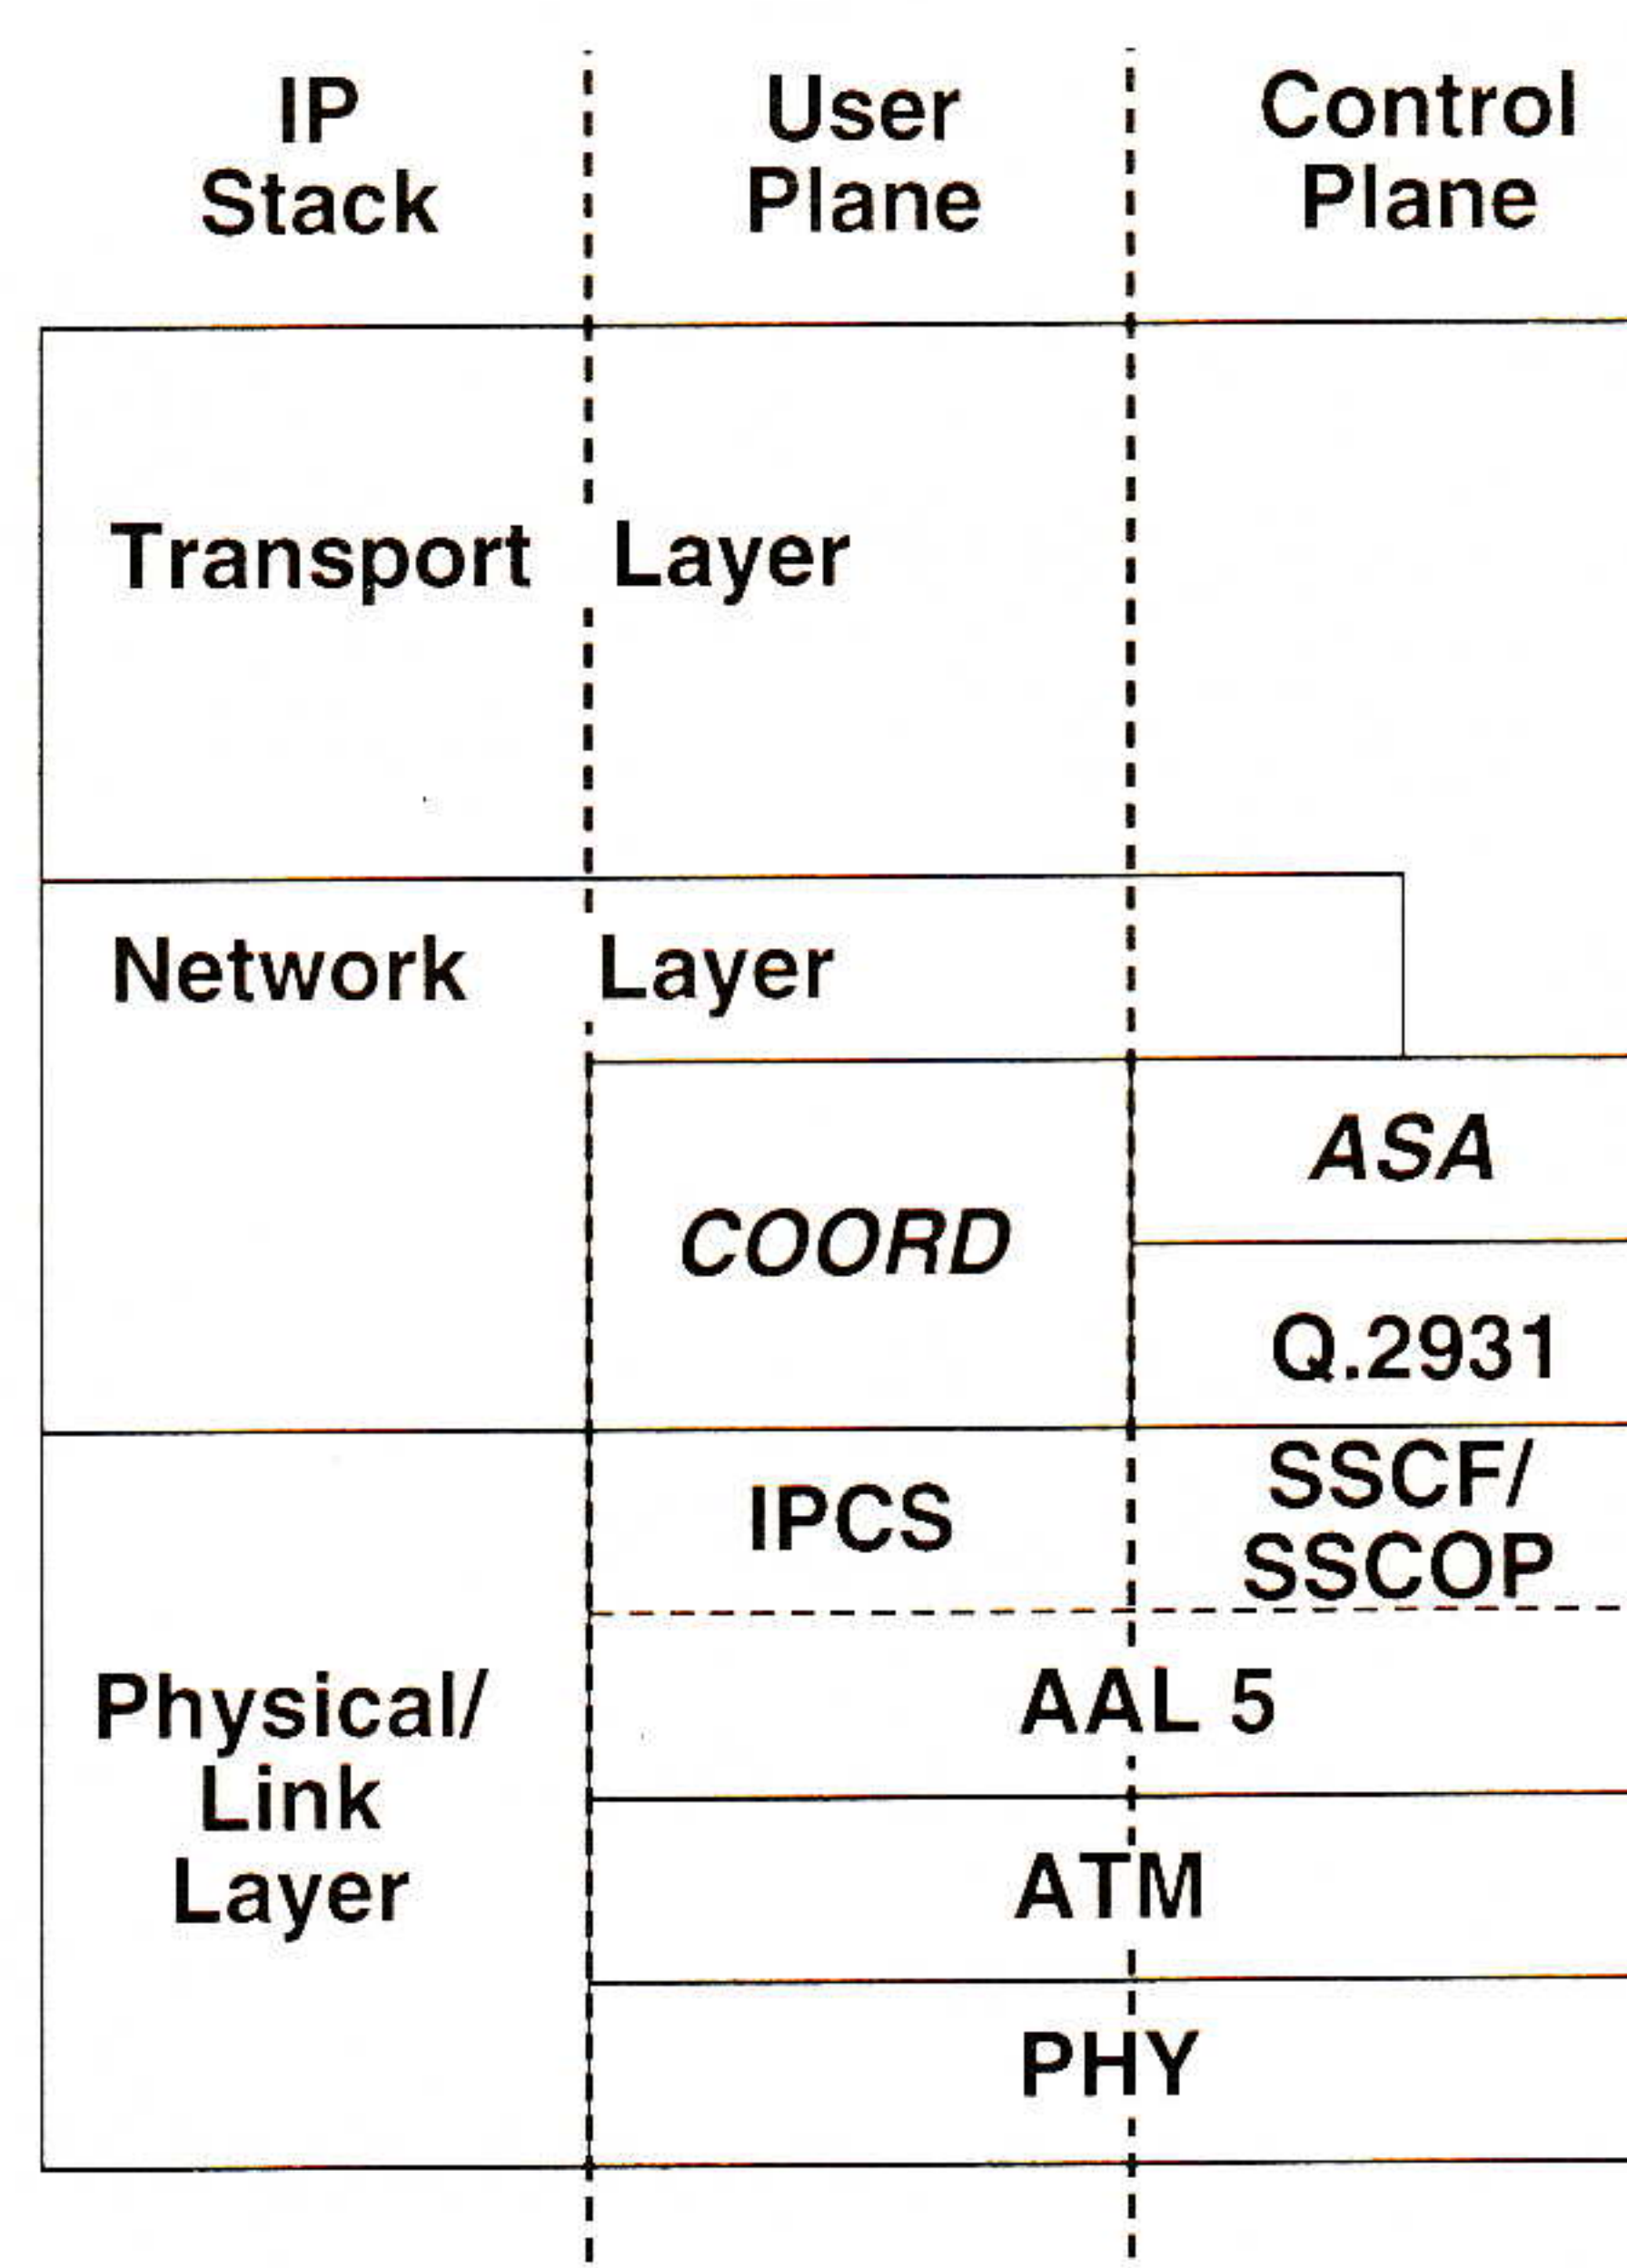 IP
Stack
User
Plane
Control
Plane
Transport Layer
Network Layer
ASA
COORD
Q.2931
IPCS
SSCF/
SSCOP
AAL 5
Physical/
Link
Layer
ATM
PHY